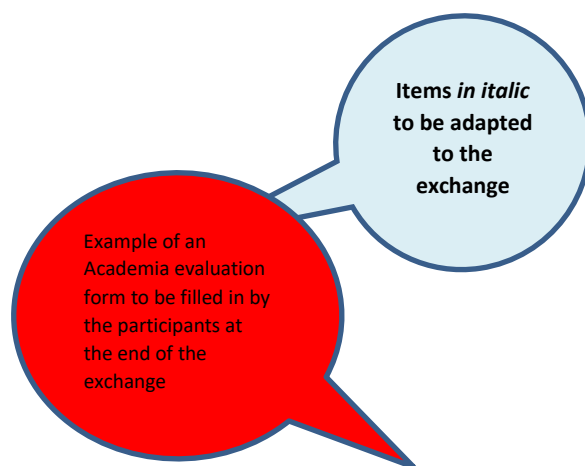 Items in italic
to be adapted
to the
exchange
Example of an
Academia evaluation
form to be filled in by
the participants at
the end of the
exchange